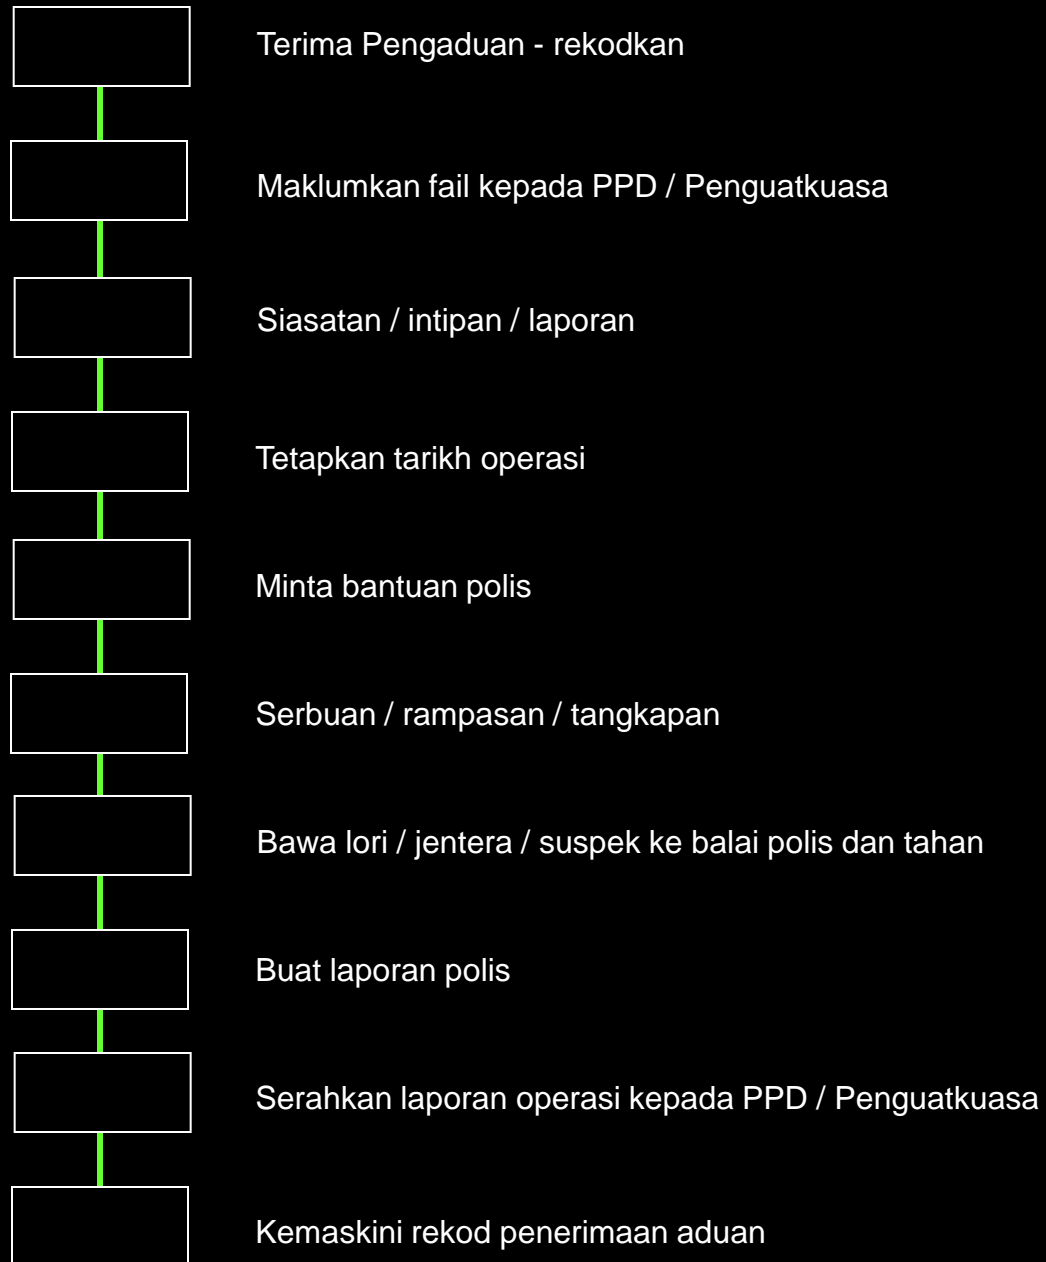 Terima Pengaduan - rekodkan
Maklumkan fail kepada PPD / Penguatkuasa
Siasatan / intipan / laporan
Tetapkan tarikh operasi
Minta bantuan polis
Serbuan / rampasan / tangkapan
Bawa lori / jentera / suspek ke balai polis dan tahan
Buat laporan polis
Serahkan laporan operasi kepada PPD / Penguatkuasa
Kemaskini rekod penerimaan aduan